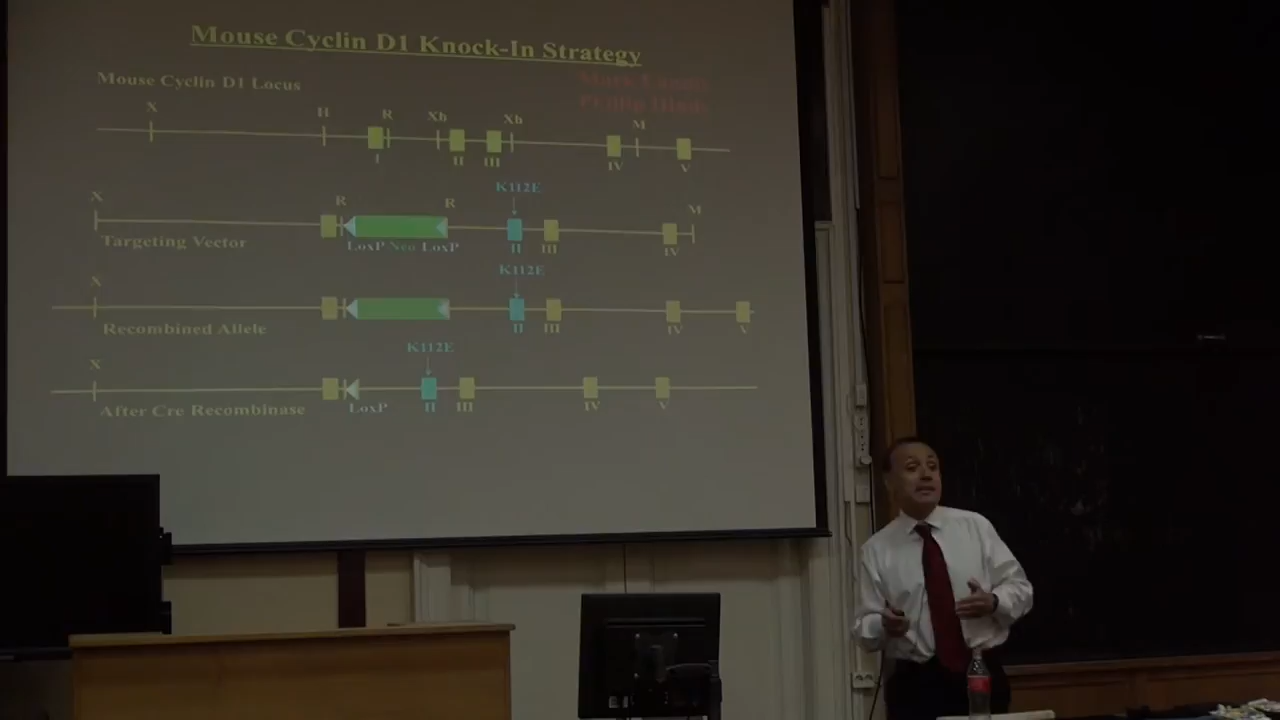 Mouse Cyclin D1 Knock-In Strategy
Mouse Cyclin D1 Locus
X H R Xb Xb M
I II III IV V
K112E
X R R M
Targeting Vector LoxP Neo LoxP II III IV
K112E
X
Recombined Allele II III IV V
K112E
X
After Cre Recombinase LoxP II III IV V